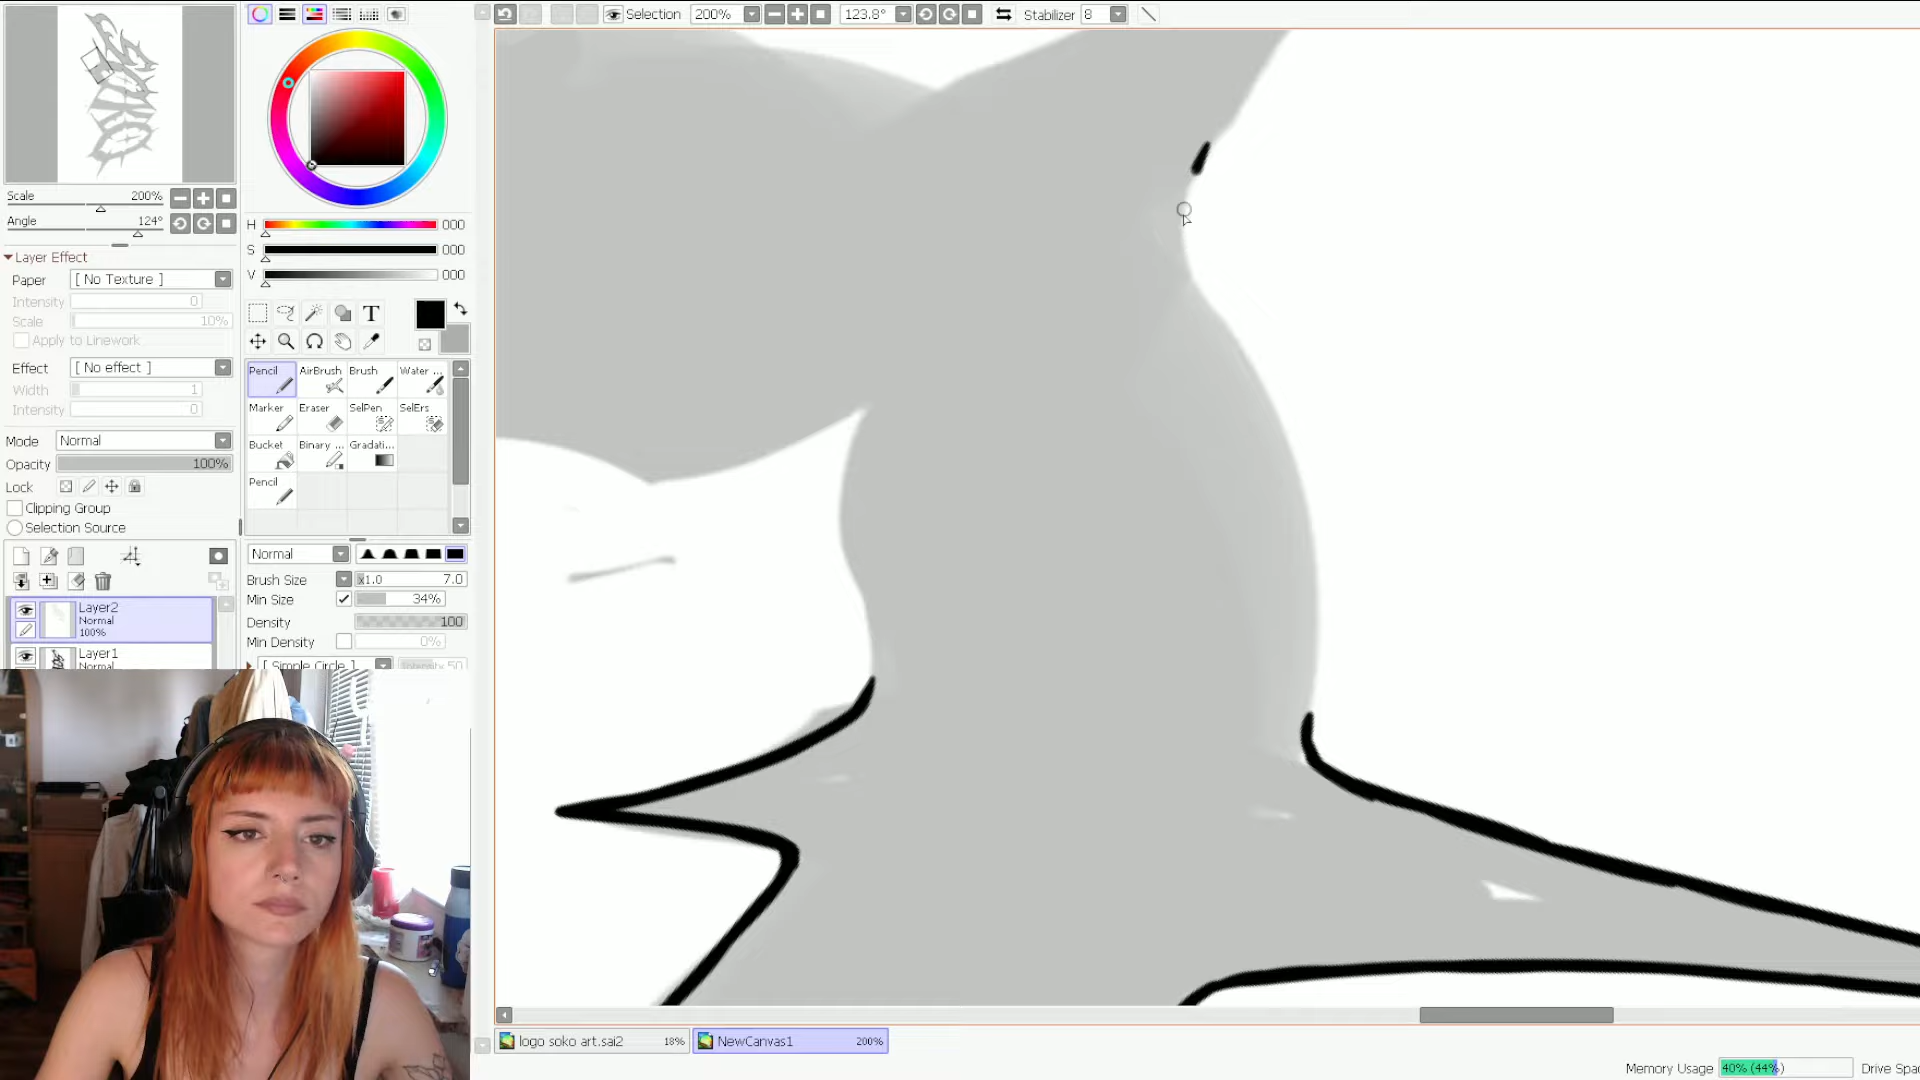 Selection 200% 123.8° Stabilizer 8
Scale 200%
Angle 124°
Layer Effect
Paper [ No Texture ]
Intensity 0
Scale 10%
Apply to Linework
Effect [ No effect ]
Width 1
Intensity 0
Mode Normal
Opacity 100%
Lock
Clipping Group
Selection Source
Layer2
Normal
100%
Layer1
Normal
H 000
S 000
V 000
T
Pencil AirBrush Brush Water ...
Marker Eraser SelPen SelErs
Bucket Binary ... Gradati...
Pencil
Normal
Brush Size x1.0 7.0
Min Size 34%
Density 100
Min Density 0%
[ Simple Circle ] Intensity 50
logo soko art.sai2 18% NewCanvas1 200%
Memory Usage 40% (44%) Drive Spac